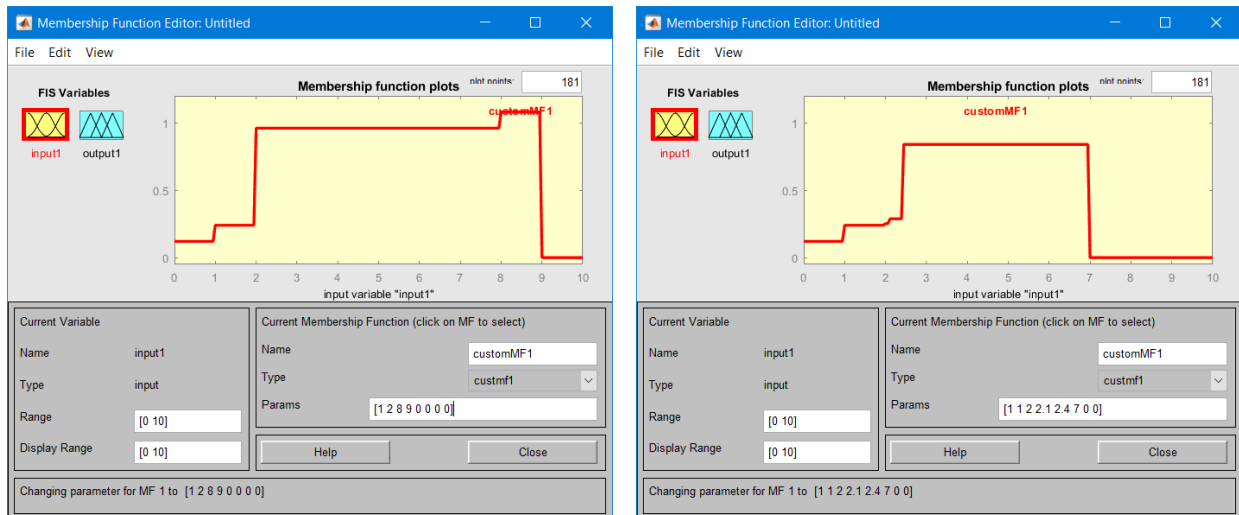 Membership Function Editor: Untitled
File Edit View
FIS Variables
Membership function plots
plot points:
181
customMF1
input1
output1
1
0.5
0
0 1 2 3 4 5 6 7 8 9 10
input variable "input1"
Current Variable
Name input1
Type input
Range [0 10]
Display Range [0 10]
Current Membership Function (click on MF to select)
Name customMF1
Type custmf1
Params [1 2 8 9 0 0 0 0]
Help Close
Changing parameter for MF 1 to [1 2 8 9 0 0 0 0]
Membership Function Editor: Untitled
File Edit View
FIS Variables
Membership function plots
plot points:
181
customMF1
input1
output1
1
0.5
0
0 1 2 3 4 5 6 7 8 9 10
input variable "input1"
Current Variable
Name input1
Type input
Range [0 10]
Display Range [0 10]
Current Membership Function (click on MF to select)
Name customMF1
Type custmf1
Params [1 1 2 2.1 2.4 7 0 0]
Help Close
Changing parameter for MF 1 to [1 1 2 2.1 2.4 7 0 0]